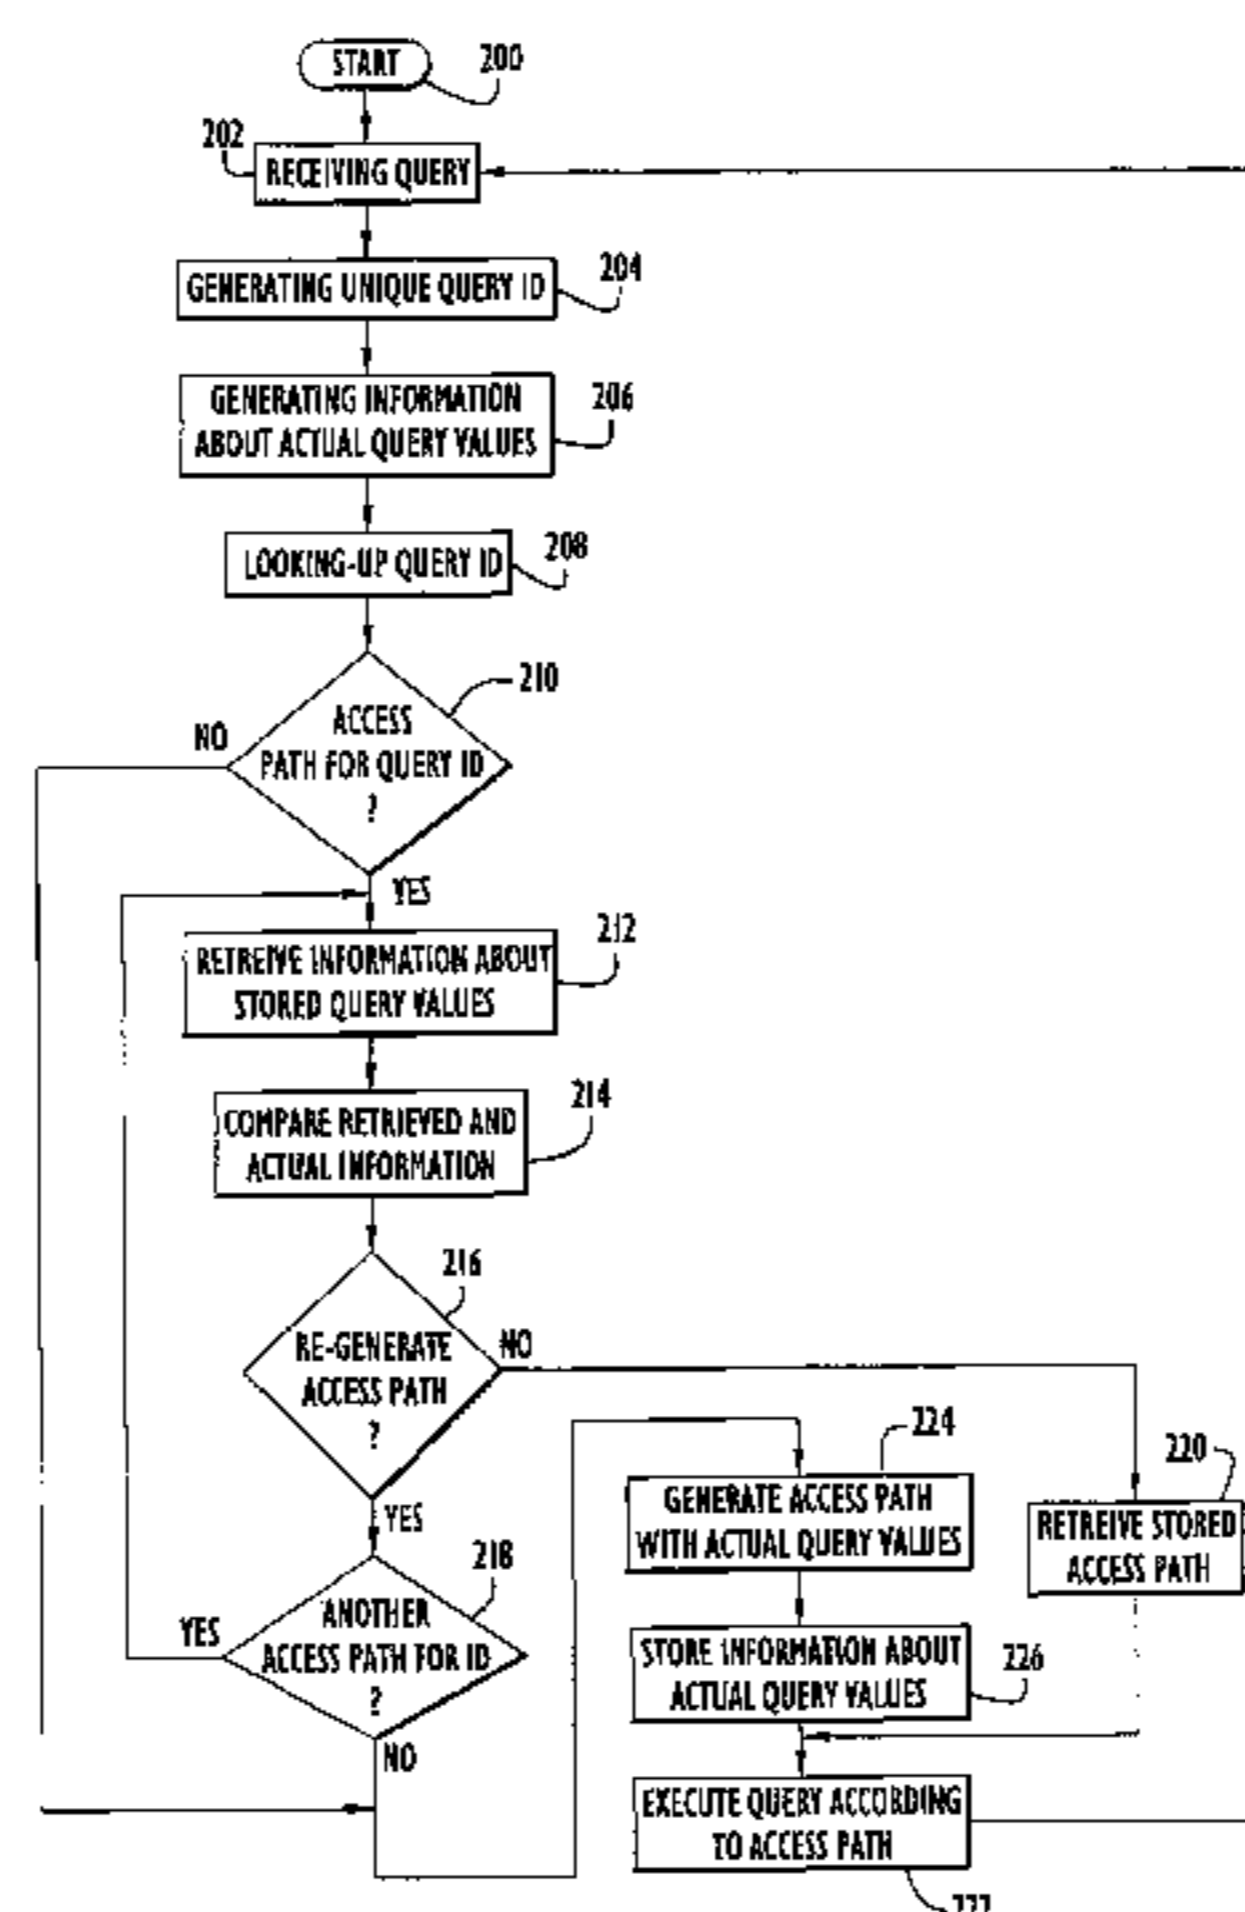 START
200
202
RECEIVING QUERY
GENERATING UNIQUE QUERY ID
204
GENERATING INFORMATION
ABOUT ACTUAL QUERY VALUES
206
LOOKING-UP QUERY ID
208
210
NO
ACCESS
PATH FOR QUERY ID
?
YES
212
RETREIVE INFORMATION ABOUT
STORED QUERY VALUES
214
COMPARE RETRIEVED AND
ACTUAL INFORMATION
216
RE-GENERATE
ACCESS PATH
?
NO
YES
218
YES
ANOTHER
ACCESS PATH FOR ID
?
NO
224
GENERATE ACCESS PATH
WITH ACTUAL QUERY VALUES
220
RETREIVE STORED
ACCESS PATH
STORE INFORMATION ABOUT
ACTUAL QUERY VALUES
226
EXECUTE QUERY ACCORDING
TO ACCESS PATH